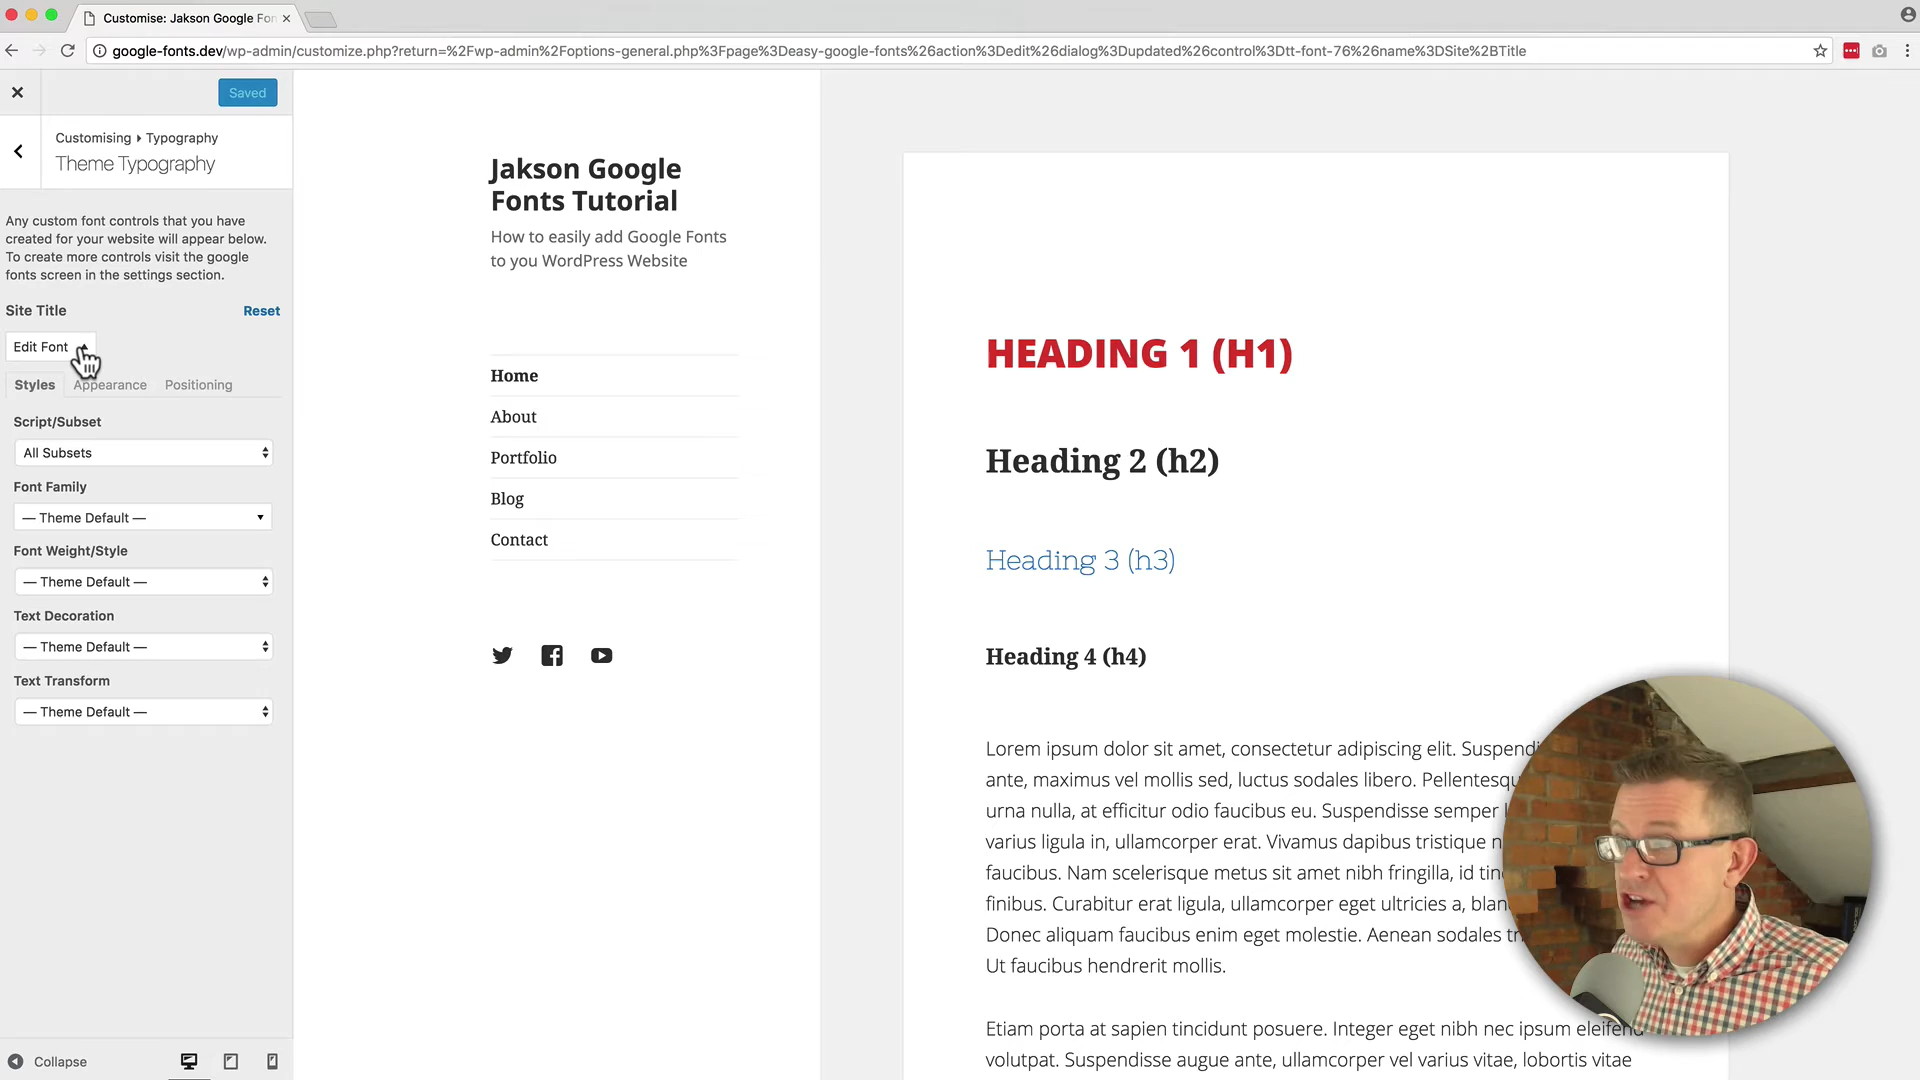 Customise: Jakson Google Fon
google-fonts.dev/wp-admin/customize.php?return=%2Fwp-admin%2Foptions-general.php%3Fpage%3Deasy-google-fonts%26action%3Dedit%26dialog%3Dupdated%26control%3Dtt-font-76%26name%3DSite%2BTitle
Saved
Customising ▸ Typography
Theme Typography
Any custom font controls that you have
created for your website will appear below.
To create more controls visit the google
fonts screen in the settings section.
Site Title
Reset
Edit Font
Styles
Appearance
Positioning
Script/Subset
All Subsets
Font Family
— Theme Default —
Font Weight/Style
— Theme Default —
Text Decoration
— Theme Default —
Text Transform
— Theme Default —
Collapse
Jakson Google
Fonts Tutorial
How to easily add Google Fonts
to you WordPress Website
Home
About
Portfolio
Blog
Contact
HEADING 1 (H1)
Heading 2 (h2)
Heading 3 (h3)
Heading 4 (h4)
Lorem ipsum dolor sit amet, consectetur adipiscing elit. Suspendi
ante, maximus vel mollis sed, luctus sodales libero. Pellentesqu
urna nulla, at efficitur odio faucibus eu. Suspendisse semper
varius ligula in, ullamcorper erat. Vivamus dapibus tristique
faucibus. Nam scelerisque metus sit amet nibh fringilla, id
finibus. Curabitur erat ligula, ullamcorper eget ultricies a,
Donec aliquam faucibus enim eget molestie. Aenean sodales
Ut faucibus hendrerit mollis.
Etiam porta at sapien tincidunt posuere. Integer eget nibh nec ipsum eleifend
volutpat. Suspendisse augue ante, ullamcorper vel varius vitae, lobortis vitae